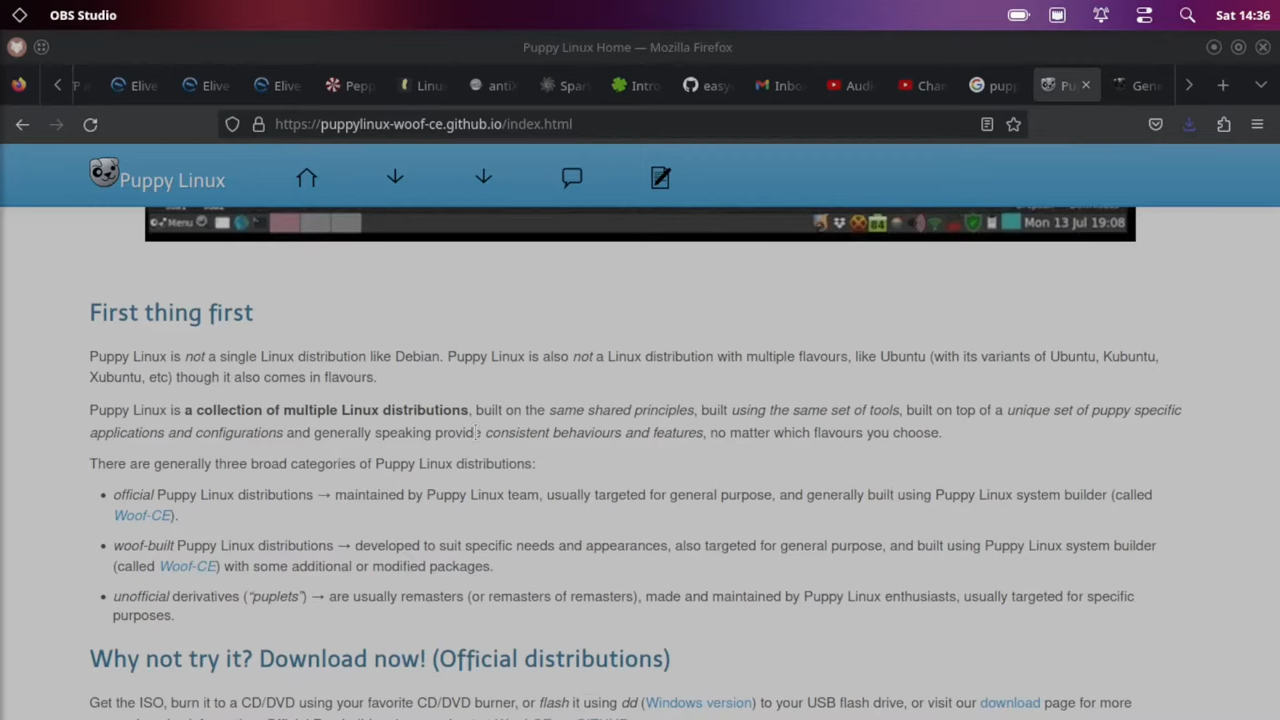 OBS Studio
Sat 14:36
Puppy Linux Home — Mozilla Firefox
Elive
Elive
Elive
Pepp
Linu
antiX
Spar
Intro
easy
Inbo
Audi
Chan
pupp
Pu
Gene
https://puppylinux-woof-ce.github.io/index.html
Puppy Linux
Menu
84
Mon 13 Jul 19:08
First thing first
Puppy Linux is not a single Linux distribution like Debian. Puppy Linux is also not a Linux distribution with multiple flavours, like Ubuntu (with its variants of Ubuntu, Kubuntu,
Xubuntu, etc) though it also comes in flavours.
Puppy Linux is a collection of multiple Linux distributions, built on the same shared principles, built using the same set of tools, built on top of a unique set of puppy specific
applications and configurations and generally speaking provide consistent behaviours and features, no matter which flavours you choose.
There are generally three broad categories of Puppy Linux distributions:
• official Puppy Linux distributions → maintained by Puppy Linux team, usually targeted for general purpose, and generally built using Puppy Linux system builder (called
Woof-CE).
• woof-built Puppy Linux distributions → developed to suit specific needs and appearances, also targeted for general purpose, and built using Puppy Linux system builder
(called Woof-CE) with some additional or modified packages.
• unofficial derivatives (“puplets”) → are usually remasters (or remasters of remasters), made and maintained by Puppy Linux enthusiasts, usually targeted for specific
purposes.
Why not try it? Download now! (Official distributions)
Get the ISO, burn it to a CD/DVD using your favorite CD/DVD burner, or flash it using dd (Windows version) to your USB flash drive, or visit our download page for more